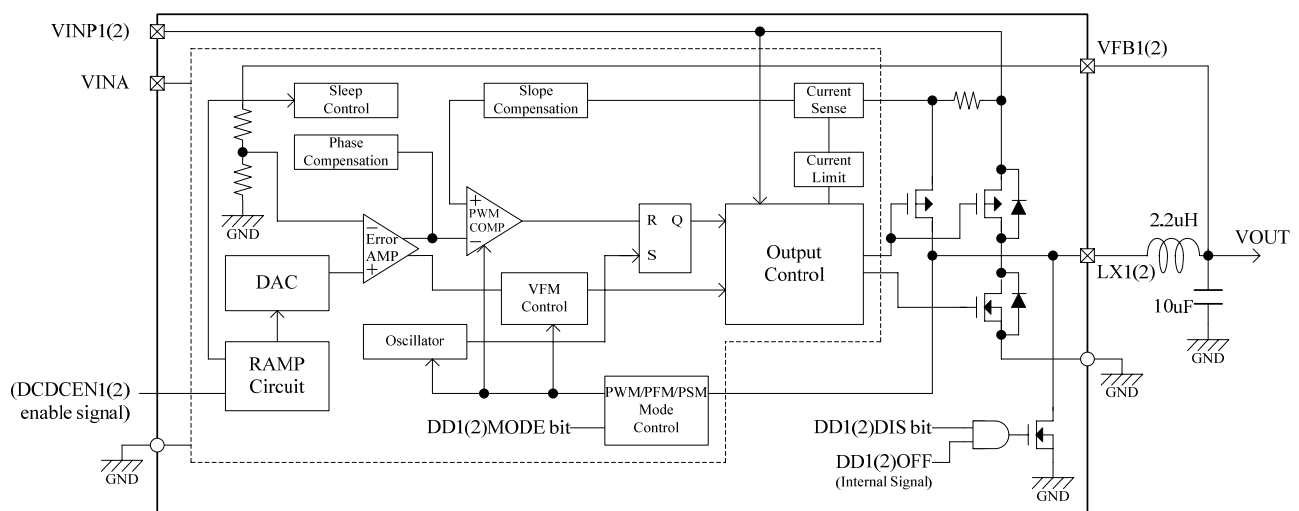 VINP1(2)
VFB1(2)
VINA
Sleep
Control
Slope
Compensation
Current
Sense
Phase
Compensation
Current
Limit
+
PWM
COMP
−
R Q
S
GND
−
Error
AMP
+
Output
Control
2.2uH
VOUT
LX1(2)
DAC
VFM
Control
10uF
Oscillator
GND
RAMP
Circuit
(DCDCEN1(2)
enable signal)
PWM/PFM/PSM
Mode
Control
GND
DD1(2)MODE bit
DD1(2)DIS bit
DD1(2)OFF
(Internal Signal)
GND
GND